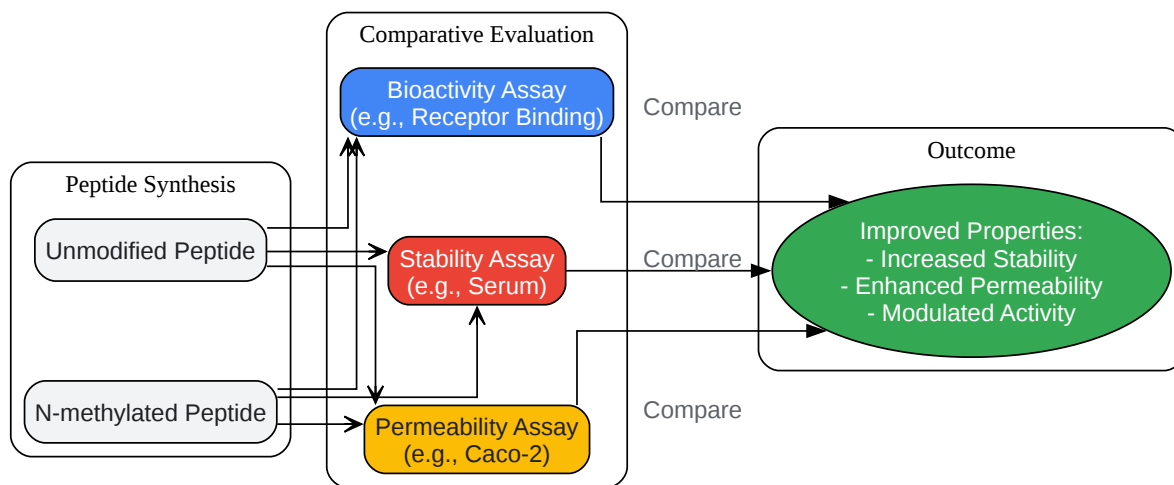 Peptide Synthesis
Unmodified Peptide
N-methylated Peptide
Comparative Evaluation
Bioactivity Assay
(e.g., Receptor Binding)
Stability Assay
(e.g., Serum)
Permeability Assay
(e.g., Caco-2)
Compare
Compare
Compare
Outcome
Improved Properties:
- Increased Stability
- Enhanced Permeability
- Modulated Activity